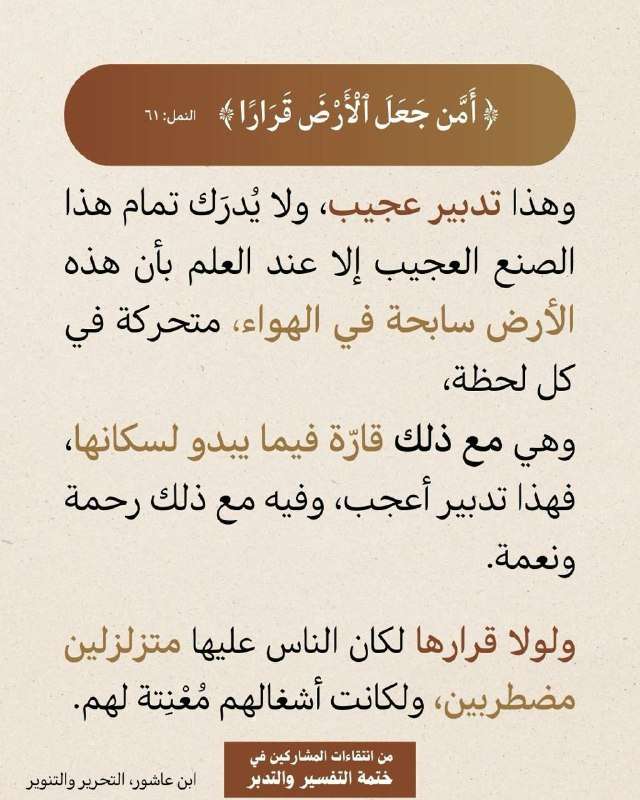 ﴿ أَمَّن جَعَلَ ٱلْأَرْضَ قَرَارًا ﴾ النمل: ٦١
وهذا تدبير عجيب، ولا يُدرَك تمام هذا
الصنع العجيب إلا عند العلم بأن هذه
الأرض سابحة في الهواء، متحركة في
كل لحظة،
وهي مع ذلك قارّة فيما يبدو لسكانها،
فهذا تدبير أعجب، وفيه مع ذلك رحمة
ونعمة.
ولولا قرارها لكان الناس عليها متزلزلين
مضطربين، ولكانت أشغالهم مُعْنِتة لهم.
من انتقاءات المشاركين في
ختمة التفسير والتدبر
ابن عاشور، التحرير والتنوير